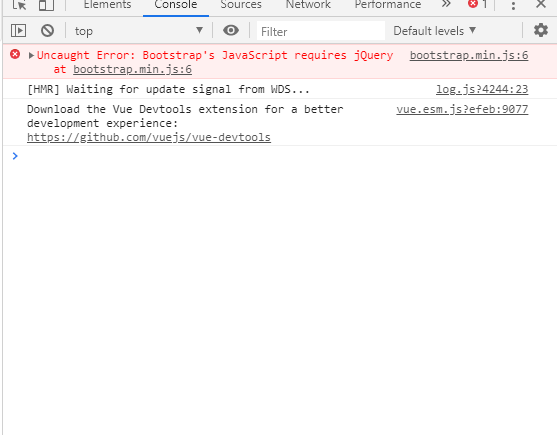 Elements Console Sources Network Performance » 1
top Filter Default levels
Uncaught Error: Bootstrap's JavaScript requires jQuery bootstrap.min.js:6
at bootstrap.min.js:6
[HMR] Waiting for update signal from WDS... log.js?4244:23
Download the Vue Devtools extension for a better vue.esm.js?efeb:9077
development experience:
https://github.com/vuejs/vue-devtools